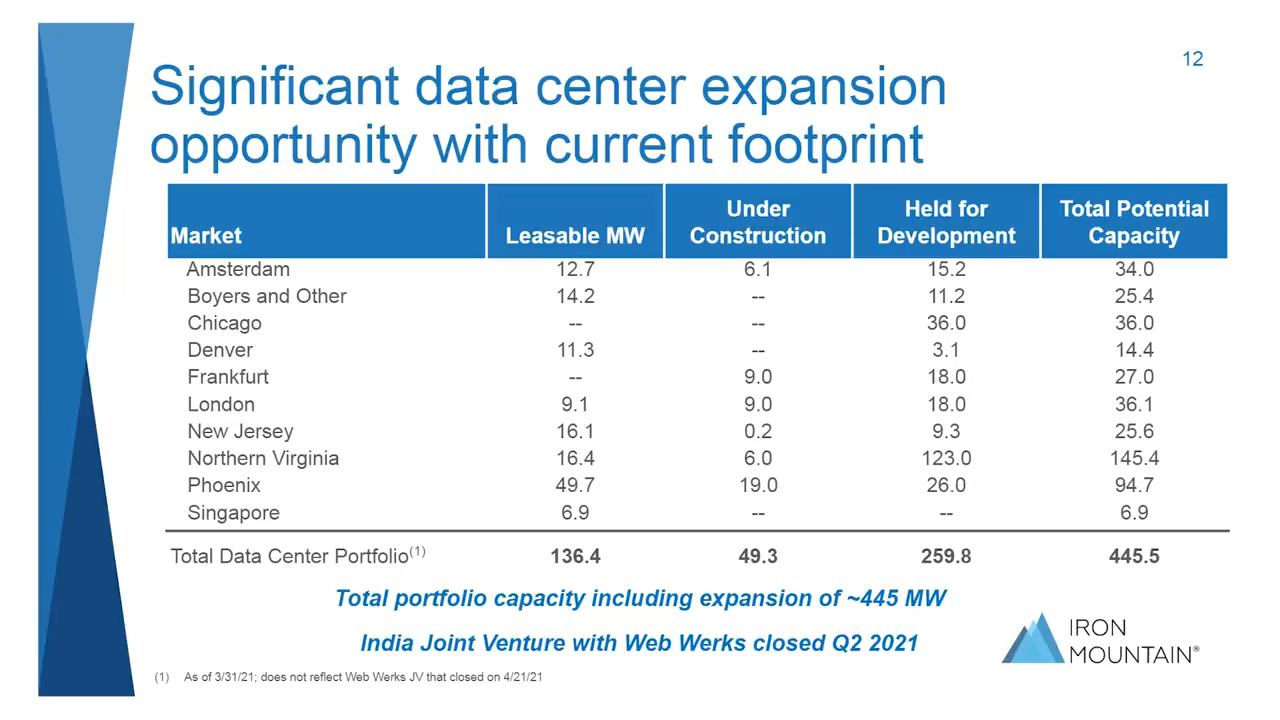 12
Significant data center expansion
opportunity with current footprint
Market Leasable MW Under Construction Held for Development Total Potential Capacity
Amsterdam 12.7 6.1 15.2 34.0
Boyers and Other 14.2 -- 11.2 25.4
Chicago -- -- 36.0 36.0
Denver 11.3 -- 3.1 14.4
Frankfurt -- 9.0 18.0 27.0
London 9.1 9.0 18.0 36.1
New Jersey 16.1 0.2 9.3 25.6
Northern Virginia 16.4 6.0 123.0 145.4
Phoenix 49.7 19.0 26.0 94.7
Singapore 6.9 -- -- 6.9
Total Data Center Portfolio(1) 136.4 49.3 259.8 445.5
Total portfolio capacity including expansion of ~445 MW
India Joint Venture with Web Werks closed Q2 2021
IRON
MOUNTAIN®
(1) As of 3/31/21; does not reflect Web Werks JV that closed on 4/21/21